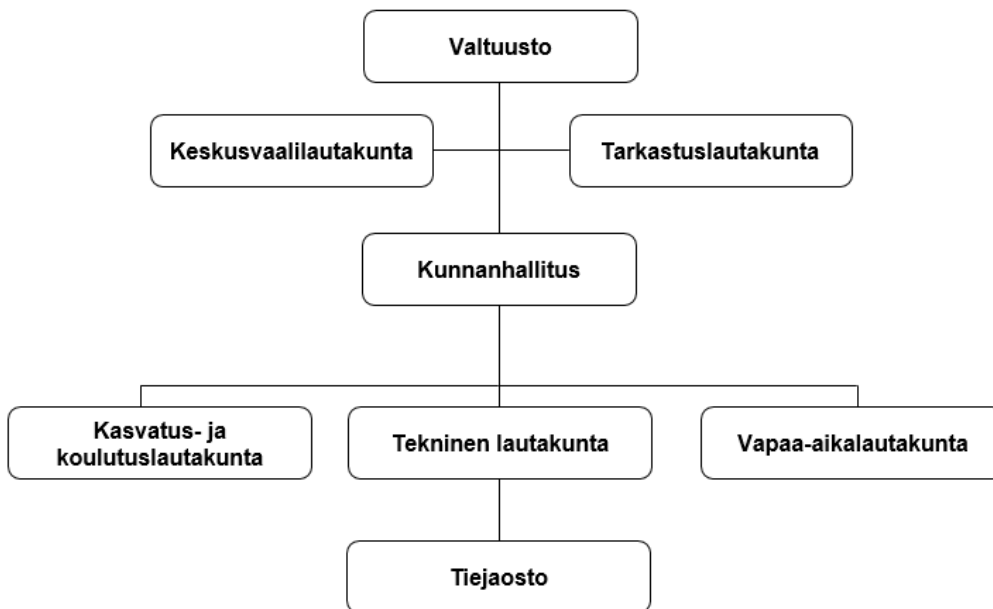 Valtuusto
Keskusvaalilautakunta
Tarkastuslautakunta
Kunnanhallitus
Kasvatus- ja
koulutuslautakunta
Tekninen lautakunta
Vapaa-aikalautakunta
Tiejaosto